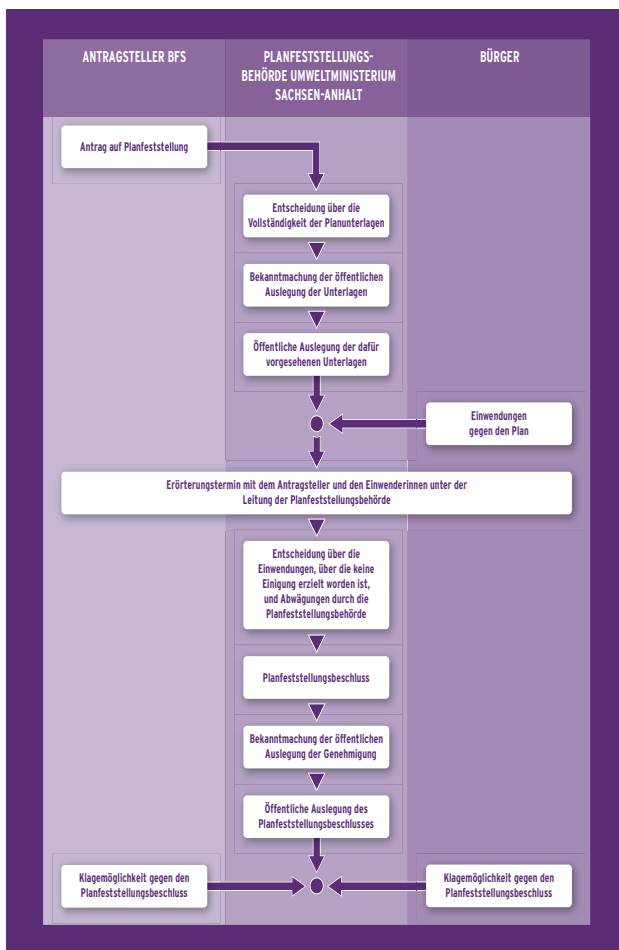 ANTRAGSTELLER BFS
PLANFESTSTELLUNGS-
BEHÖRDE UMWELTMINISTERIUM
SACHSEN-ANHALT
BÜRGER
Antrag auf Planfeststellung
Entscheidung über die
Vollständigkeit der Planunterlagen
Bekanntmachung der öffentlichen
Auslegung der Unterlagen
Öffentliche Auslegung der dafür
vorgesehenen Unterlagen
Einwendungen
gegen den Plan
Erörterungstermin mit dem Antragsteller und den Einwenderinnen unter der
Leitung der Planfeststellungsbehörde
Entscheidung über die
Einwendungen, über die keine
Einigung erzielt worden ist,
und Abwägungen durch die
Planfeststellungsbehörde
Planfeststellungsbeschluss
Bekanntmachung der öffentlichen
Auslegung der Genehmigung
Öffentliche Auslegung des
Planfeststellungsbeschlusses
Klagemöglichkeit gegen den
Planfeststellungsbeschluss
Klagemöglichkeit gegen den
Planfeststellungsbeschluss